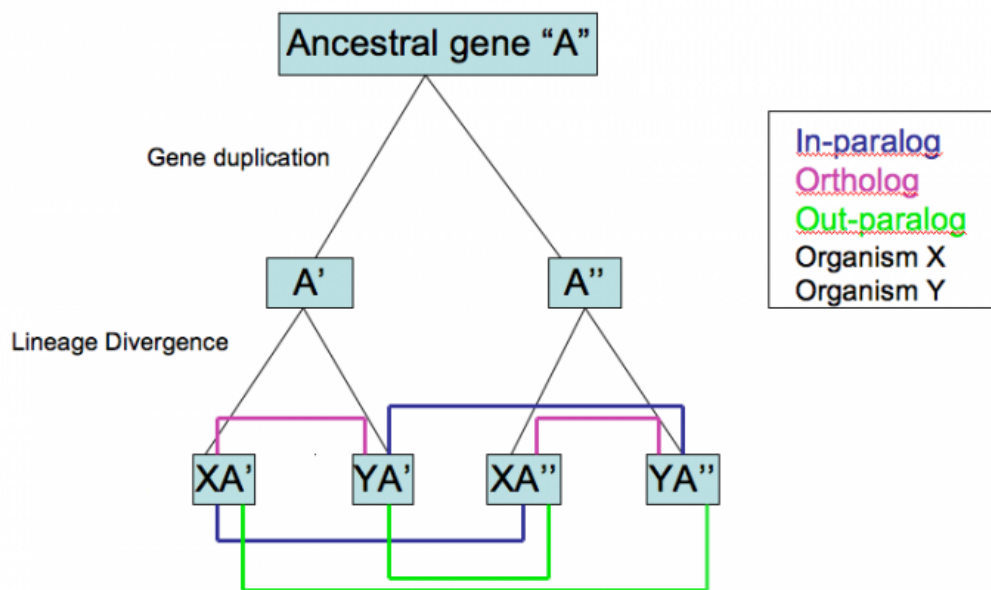 Ancestral gene “A”
Gene duplication
In-paralog
Ortholog
Out-paralog
Organism X
Organism Y
A’
A’’
Lineage Divergence
XA’
YA’
XA’’
YA’’